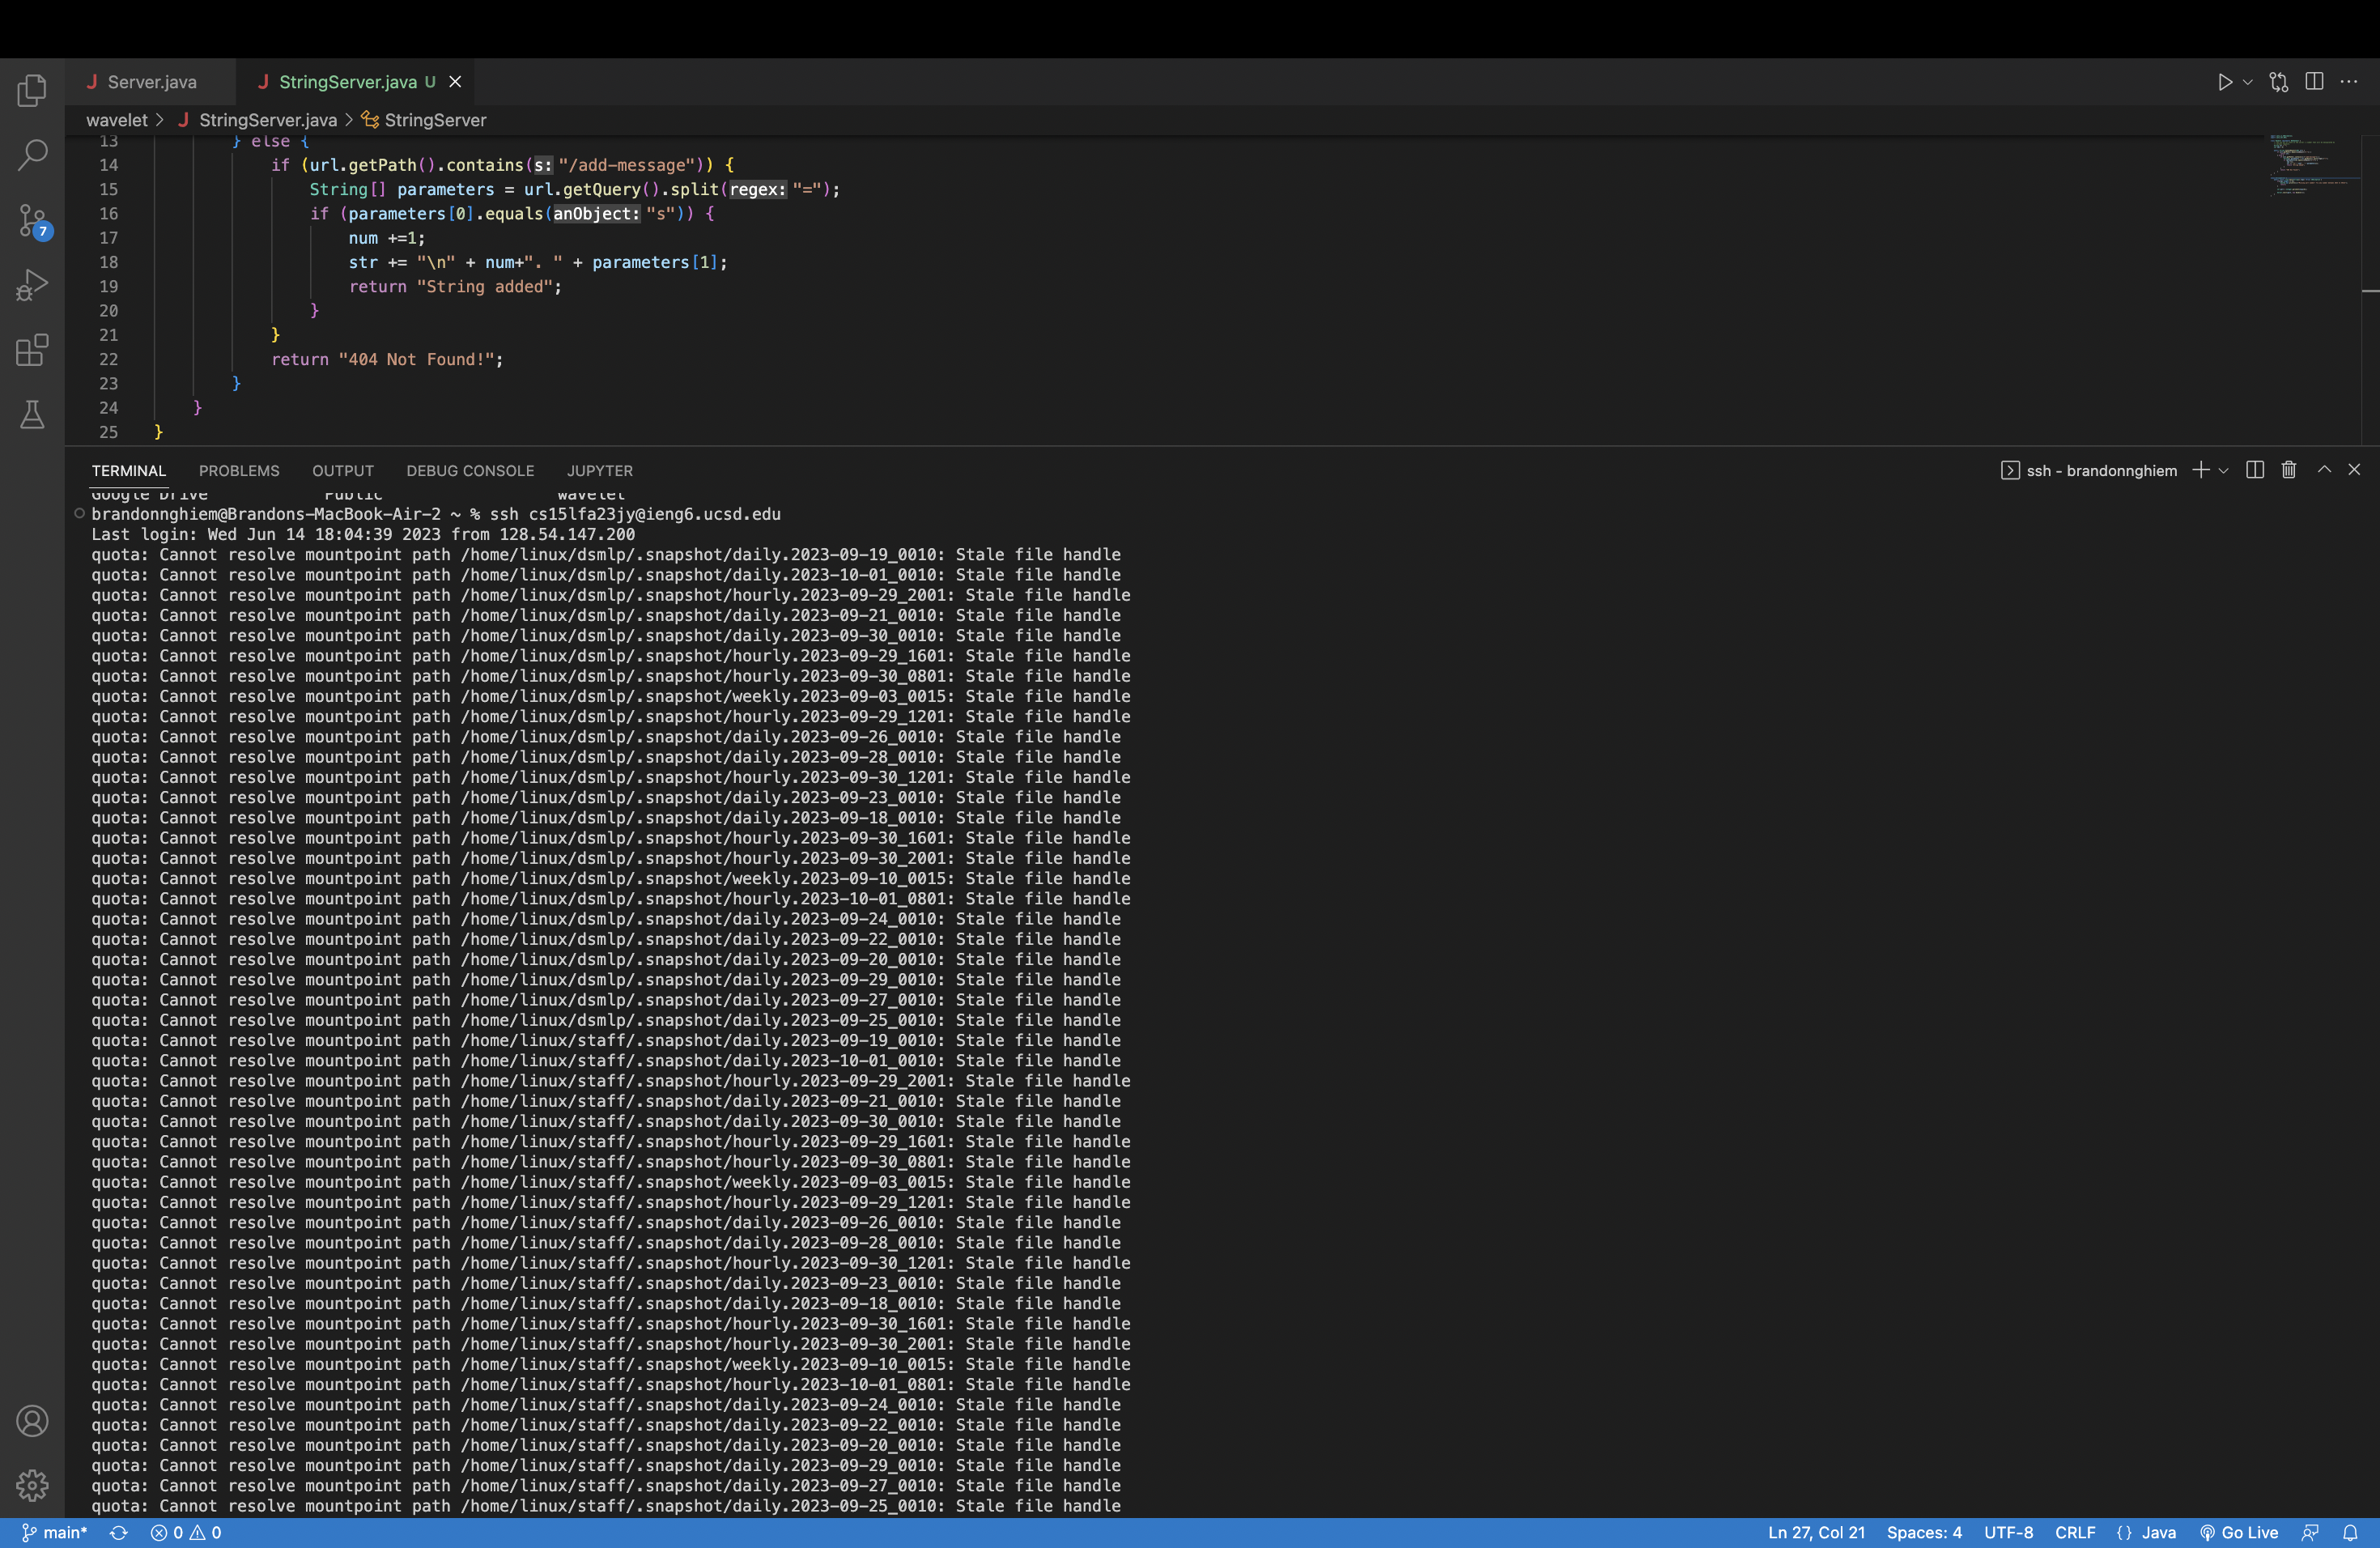 Server.java
StringServer.java U
wavelet > StringServer.java > StringServer
13 } else {
14 if (url.getPath().contains(s: "/add-message")) {
15 String[] parameters = url.getQuery().split(regex: "=");
16 if (parameters[0].equals(anObject: "s")) {
17 num +=1;
18 str += "\n" + num+". " + parameters[1];
19 return "String added";
20 }
21 }
22 return "404 Not Found!";
23 }
24 }
25 }
7
TERMINAL PROBLEMS OUTPUT DEBUG CONSOLE JUPYTER
ssh - brandonnghiem
Google Drive Public wavelet
brandonnghiem@Brandons-MacBook-Air-2 ~ % ssh cs15lfa23jy@ieng6.ucsd.edu
Last login: Wed Jun 14 18:04:39 2023 from 128.54.147.200
quota: Cannot resolve mountpoint path /home/linux/dsmlp/.snapshot/daily.2023-09-19_0010: Stale file handle
quota: Cannot resolve mountpoint path /home/linux/dsmlp/.snapshot/daily.2023-10-01_0010: Stale file handle
quota: Cannot resolve mountpoint path /home/linux/dsmlp/.snapshot/hourly.2023-09-29_2001: Stale file handle
quota: Cannot resolve mountpoint path /home/linux/dsmlp/.snapshot/daily.2023-09-21_0010: Stale file handle
quota: Cannot resolve mountpoint path /home/linux/dsmlp/.snapshot/daily.2023-09-30_0010: Stale file handle
quota: Cannot resolve mountpoint path /home/linux/dsmlp/.snapshot/hourly.2023-09-29_1601: Stale file handle
quota: Cannot resolve mountpoint path /home/linux/dsmlp/.snapshot/hourly.2023-09-30_0801: Stale file handle
quota: Cannot resolve mountpoint path /home/linux/dsmlp/.snapshot/weekly.2023-09-03_0015: Stale file handle
quota: Cannot resolve mountpoint path /home/linux/dsmlp/.snapshot/hourly.2023-09-29_1201: Stale file handle
quota: Cannot resolve mountpoint path /home/linux/dsmlp/.snapshot/daily.2023-09-26_0010: Stale file handle
quota: Cannot resolve mountpoint path /home/linux/dsmlp/.snapshot/daily.2023-09-28_0010: Stale file handle
quota: Cannot resolve mountpoint path /home/linux/dsmlp/.snapshot/hourly.2023-09-30_1201: Stale file handle
quota: Cannot resolve mountpoint path /home/linux/dsmlp/.snapshot/daily.2023-09-23_0010: Stale file handle
quota: Cannot resolve mountpoint path /home/linux/dsmlp/.snapshot/daily.2023-09-18_0010: Stale file handle
quota: Cannot resolve mountpoint path /home/linux/dsmlp/.snapshot/hourly.2023-09-30_1601: Stale file handle
quota: Cannot resolve mountpoint path /home/linux/dsmlp/.snapshot/hourly.2023-09-30_2001: Stale file handle
quota: Cannot resolve mountpoint path /home/linux/dsmlp/.snapshot/weekly.2023-09-10_0015: Stale file handle
quota: Cannot resolve mountpoint path /home/linux/dsmlp/.snapshot/hourly.2023-10-01_0801: Stale file handle
quota: Cannot resolve mountpoint path /home/linux/dsmlp/.snapshot/daily.2023-09-24_0010: Stale file handle
quota: Cannot resolve mountpoint path /home/linux/dsmlp/.snapshot/daily.2023-09-22_0010: Stale file handle
quota: Cannot resolve mountpoint path /home/linux/dsmlp/.snapshot/daily.2023-09-20_0010: Stale file handle
quota: Cannot resolve mountpoint path /home/linux/dsmlp/.snapshot/daily.2023-09-29_0010: Stale file handle
quota: Cannot resolve mountpoint path /home/linux/dsmlp/.snapshot/daily.2023-09-27_0010: Stale file handle
quota: Cannot resolve mountpoint path /home/linux/dsmlp/.snapshot/daily.2023-09-25_0010: Stale file handle
quota: Cannot resolve mountpoint path /home/linux/staff/.snapshot/daily.2023-09-19_0010: Stale file handle
quota: Cannot resolve mountpoint path /home/linux/staff/.snapshot/daily.2023-10-01_0010: Stale file handle
quota: Cannot resolve mountpoint path /home/linux/staff/.snapshot/hourly.2023-09-29_2001: Stale file handle
quota: Cannot resolve mountpoint path /home/linux/staff/.snapshot/daily.2023-09-21_0010: Stale file handle
quota: Cannot resolve mountpoint path /home/linux/staff/.snapshot/daily.2023-09-30_0010: Stale file handle
quota: Cannot resolve mountpoint path /home/linux/staff/.snapshot/hourly.2023-09-29_1601: Stale file handle
quota: Cannot resolve mountpoint path /home/linux/staff/.snapshot/hourly.2023-09-30_0801: Stale file handle
quota: Cannot resolve mountpoint path /home/linux/staff/.snapshot/weekly.2023-09-03_0015: Stale file handle
quota: Cannot resolve mountpoint path /home/linux/staff/.snapshot/hourly.2023-09-29_1201: Stale file handle
quota: Cannot resolve mountpoint path /home/linux/staff/.snapshot/daily.2023-09-26_0010: Stale file handle
quota: Cannot resolve mountpoint path /home/linux/staff/.snapshot/daily.2023-09-28_0010: Stale file handle
quota: Cannot resolve mountpoint path /home/linux/staff/.snapshot/hourly.2023-09-30_1201: Stale file handle
quota: Cannot resolve mountpoint path /home/linux/staff/.snapshot/daily.2023-09-23_0010: Stale file handle
quota: Cannot resolve mountpoint path /home/linux/staff/.snapshot/daily.2023-09-18_0010: Stale file handle
quota: Cannot resolve mountpoint path /home/linux/staff/.snapshot/hourly.2023-09-30_1601: Stale file handle
quota: Cannot resolve mountpoint path /home/linux/staff/.snapshot/hourly.2023-09-30_2001: Stale file handle
quota: Cannot resolve mountpoint path /home/linux/staff/.snapshot/weekly.2023-09-10_0015: Stale file handle
quota: Cannot resolve mountpoint path /home/linux/staff/.snapshot/hourly.2023-10-01_0801: Stale file handle
quota: Cannot resolve mountpoint path /home/linux/staff/.snapshot/daily.2023-09-24_0010: Stale file handle
quota: Cannot resolve mountpoint path /home/linux/staff/.snapshot/daily.2023-09-22_0010: Stale file handle
quota: Cannot resolve mountpoint path /home/linux/staff/.snapshot/daily.2023-09-20_0010: Stale file handle
quota: Cannot resolve mountpoint path /home/linux/staff/.snapshot/daily.2023-09-29_0010: Stale file handle
quota: Cannot resolve mountpoint path /home/linux/staff/.snapshot/daily.2023-09-27_0010: Stale file handle
quota: Cannot resolve mountpoint path /home/linux/staff/.snapshot/daily.2023-09-25_0010: Stale file handle
main* 0 0 Ln 27, Col 21 Spaces: 4 UTF-8 CRLF {} Java Go Live